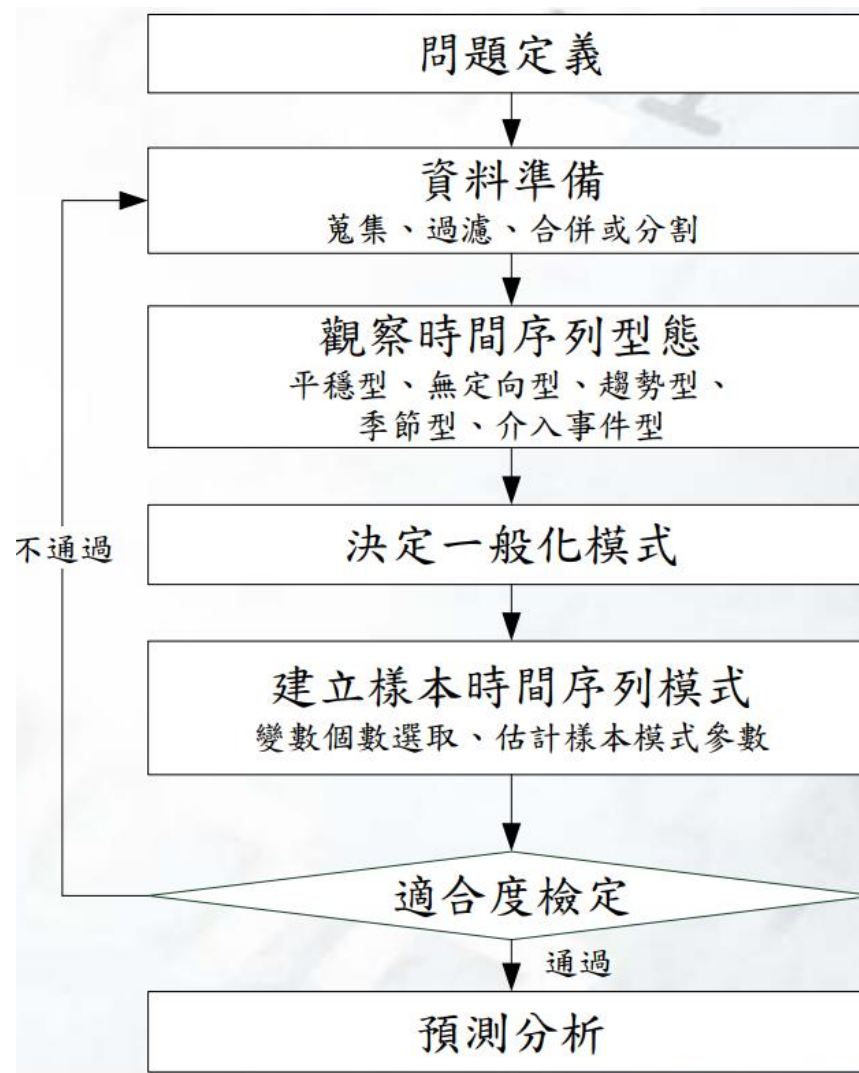 問題定義
資料準備
蒐集、過濾、合併或分割
觀察時間序列型態
平穩型、無定向型、趨勢型、
季節型、介入事件型
決定一般化模式
不通過
建立樣本時間序列模式
變數個數選取、估計樣本模式參數
適合度檢定
通過
預測分析